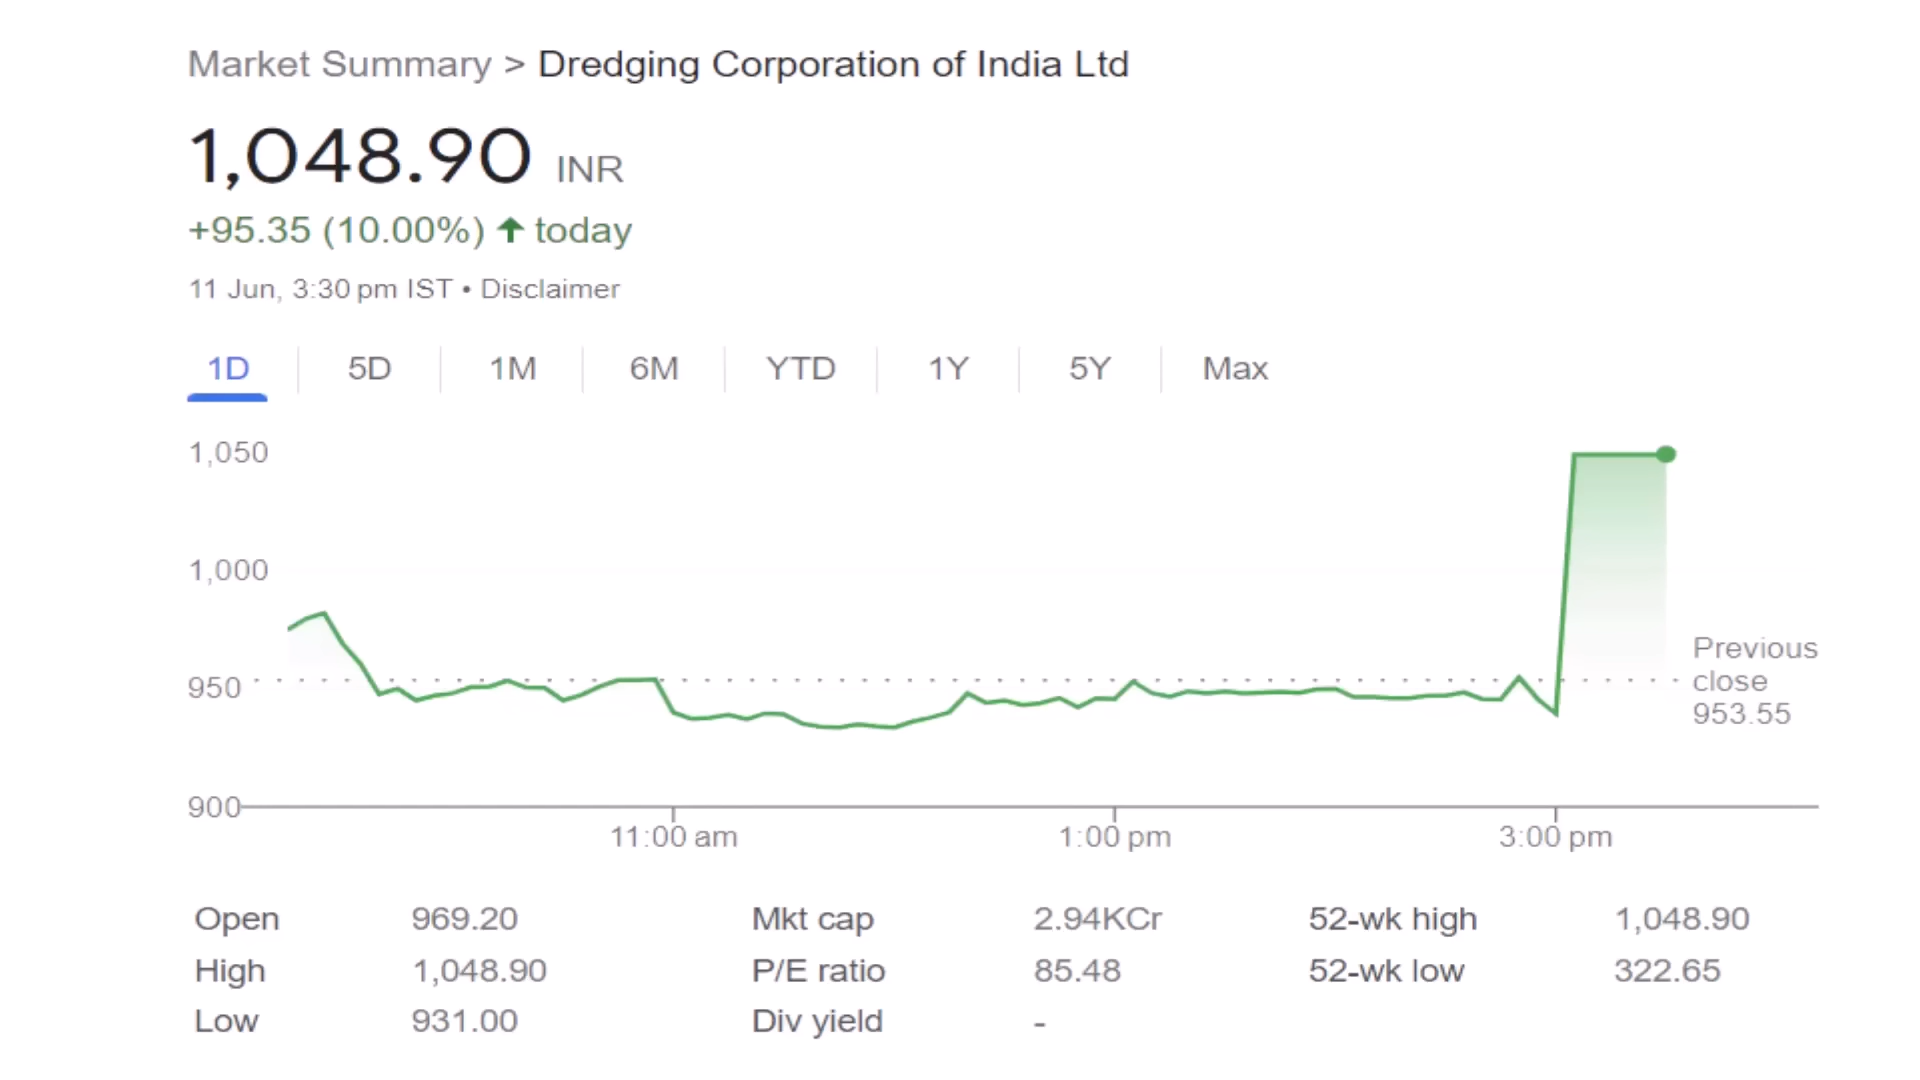 Market Summary > Dredging Corporation of India Ltd
1,048.90 INR
+95.35 (10.00%) ↑ today
11 Jun, 3:30 pm IST • Disclaimer
1D 5D 1M 6M YTD 1Y 5Y Max
1,050
1,000
950
900
Previous
close
953.55
11:00 am 1:00 pm 3:00 pm
Open 969.20 Mkt cap 2.94KCr 52-wk high 1,048.90
High 1,048.90 P/E ratio 85.48 52-wk low 322.65
Low 931.00 Div yield -